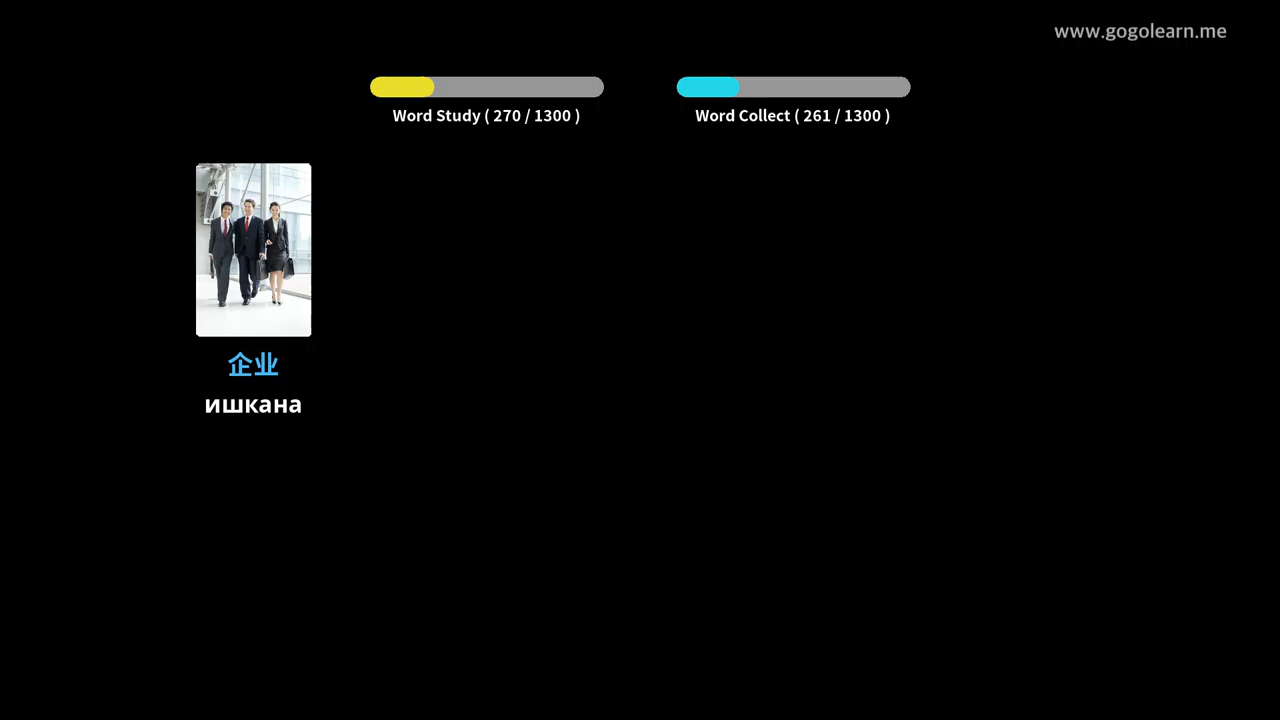 www.gogolearn.me
Word Study ( 270 / 1300 )
Word Collect ( 261 / 1300 )
企业
ишкана